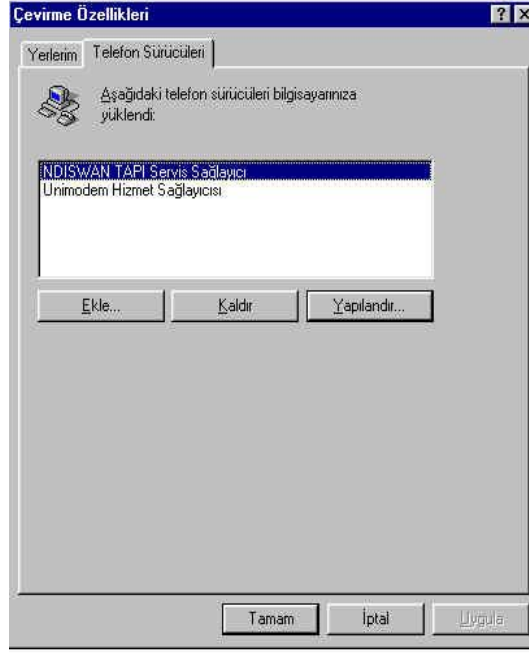 Çevirme Özellikleri
Yerlerim
Telefon Sürücüleri
Aşağıdaki telefon sürücüleri bilgisayarınıza
yüklendi:
NDISWAN TAPI Servis Sağlayıcı
Unimodem Hizmet Sağlayıcısı
Ekle...
Kaldır
Yapılandır...
Tamam
İptal
Uygula